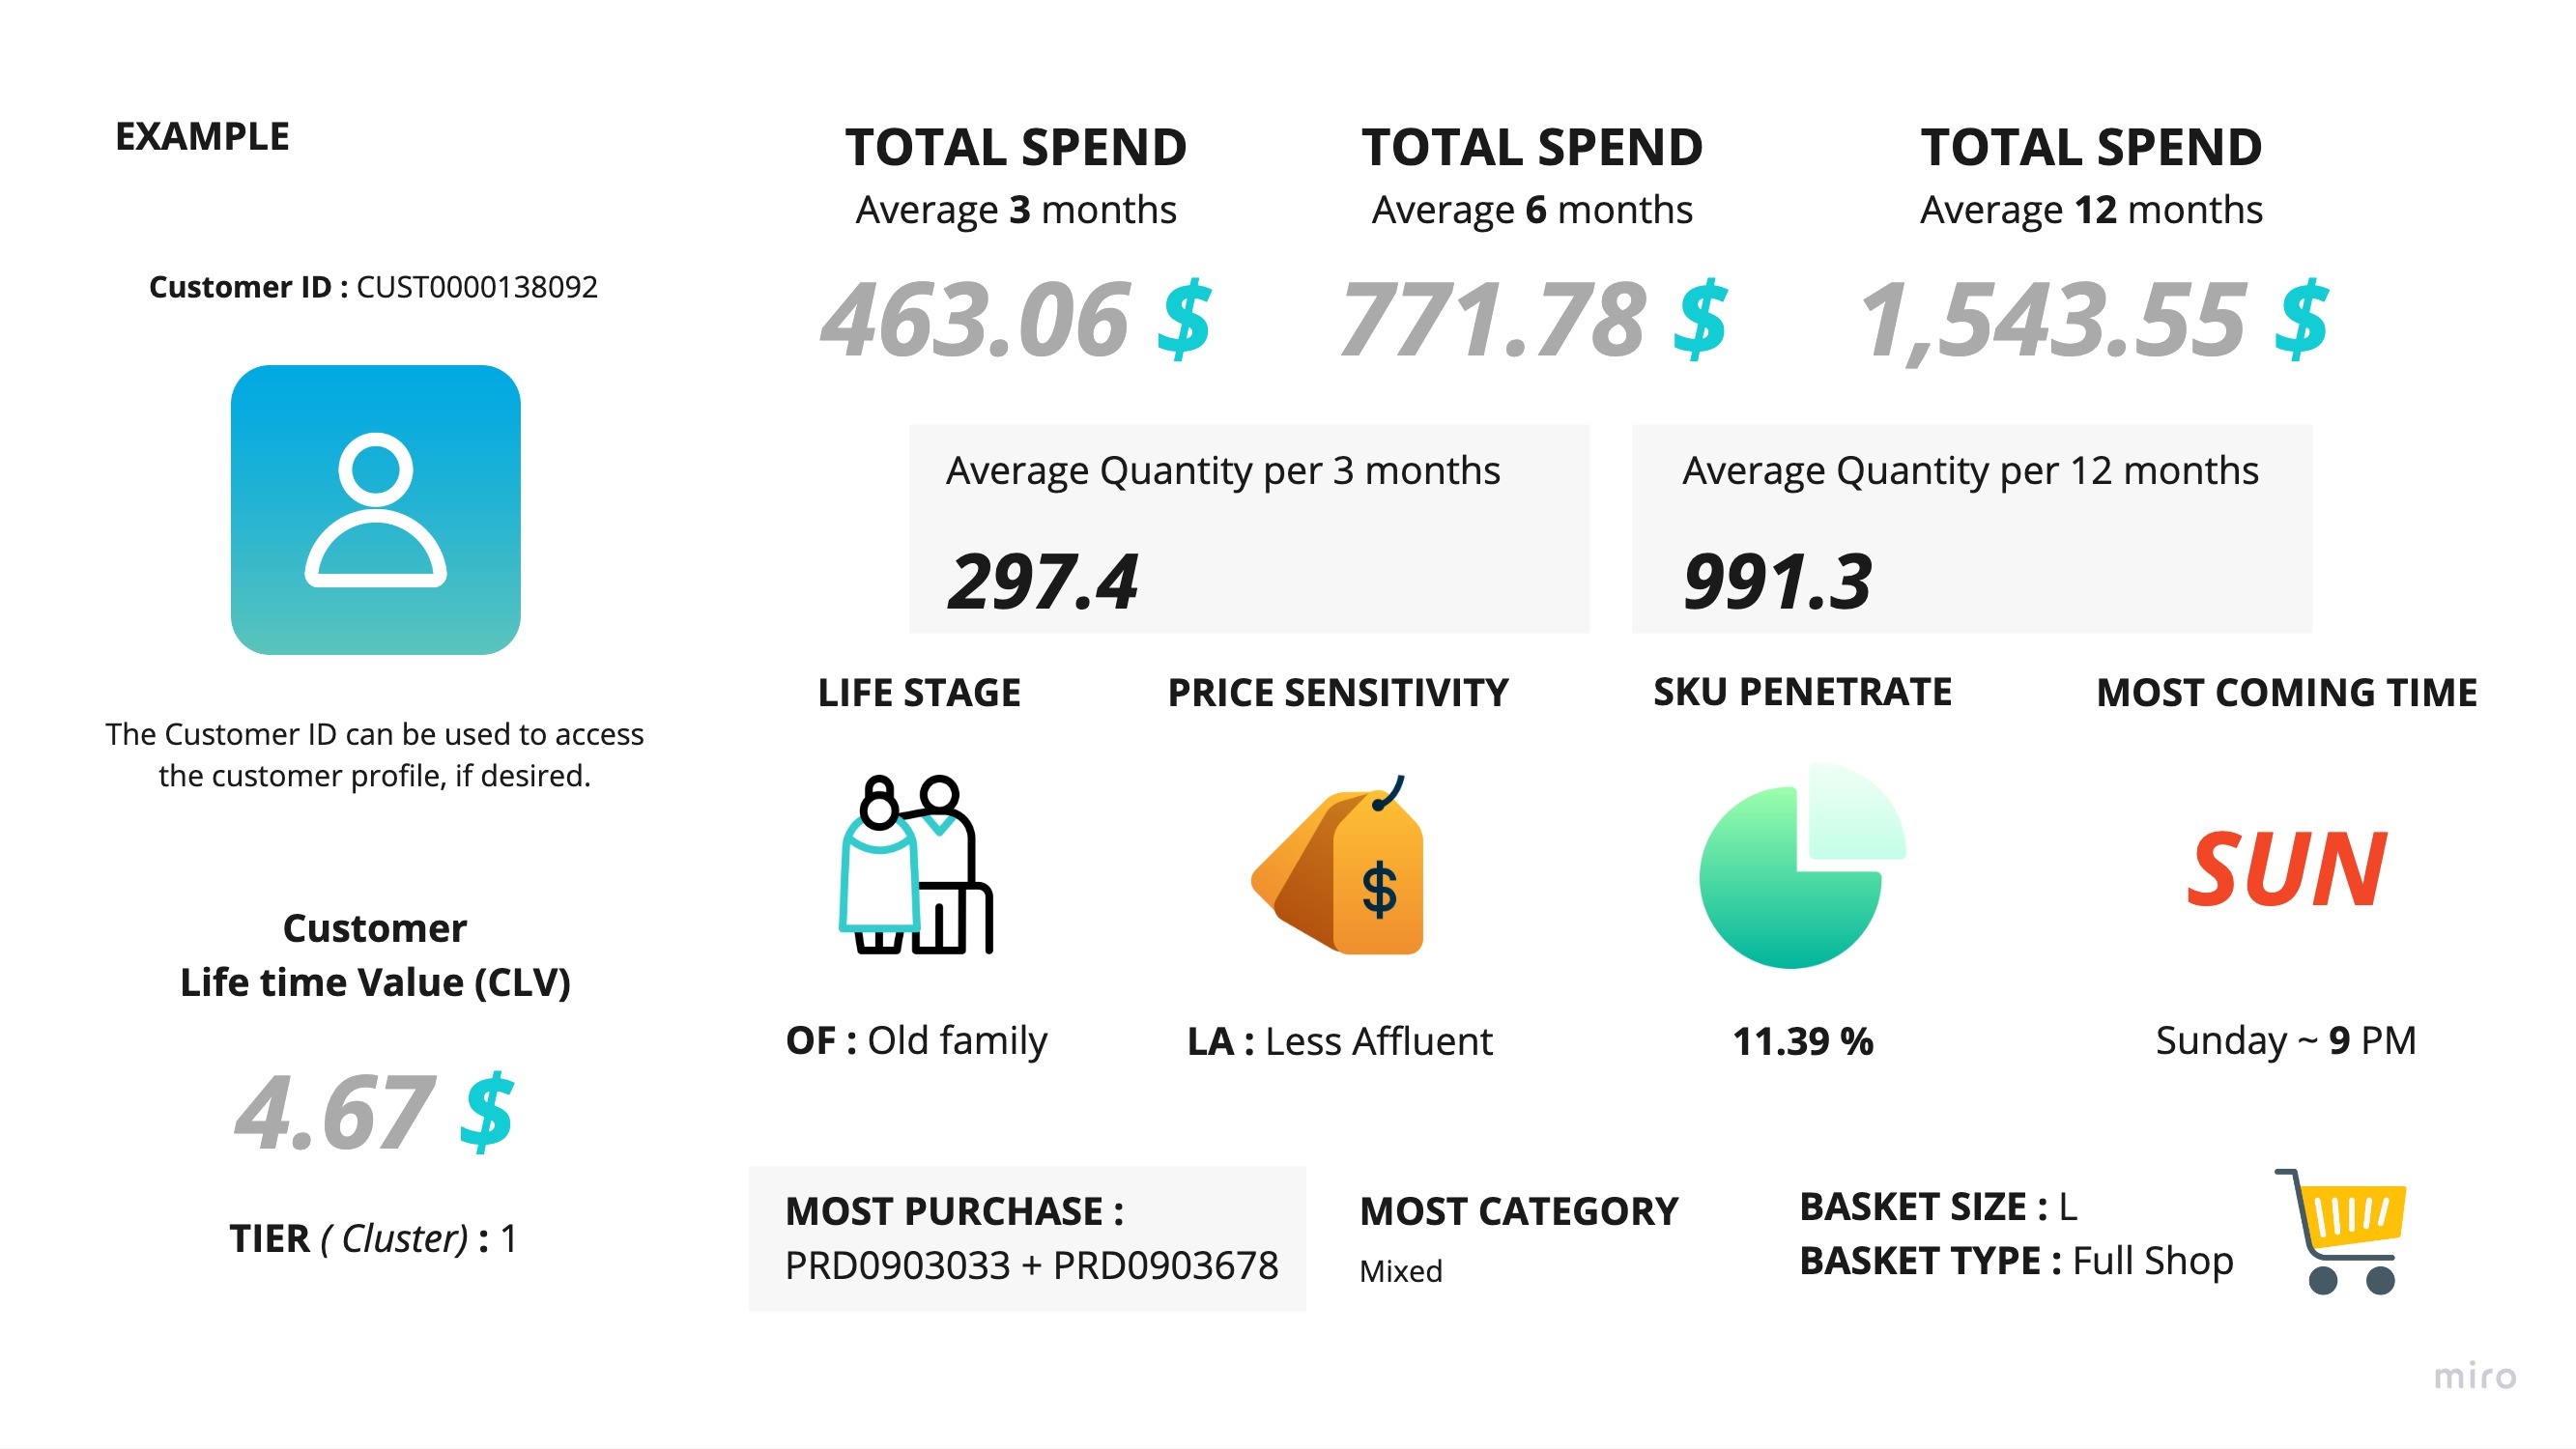 EXAMPLE
Customer ID : CUST0000138092
The Customer ID can be used to access
the customer profile, if desired.
Customer
Life time Value (CLV)
4.67 $
TIER ( Cluster) : 1
TOTAL SPEND
Average 3 months
463.06 $
TOTAL SPEND
Average 6 months
771.78 $
TOTAL SPEND
Average 12 months
1,543.55 $
Average Quantity per 3 months
297.4
Average Quantity per 12 months
991.3
LIFE STAGE
OF : Old family
PRICE SENSITIVITY
$
LA : Less Affluent
SKU PENETRATE
11.39 %
MOST COMING TIME
SUN
Sunday ~ 9 PM
MOST PURCHASE :
PRD0903033 + PRD0903678
MOST CATEGORY
Mixed
BASKET SIZE : L
BASKET TYPE : Full Shop
miro